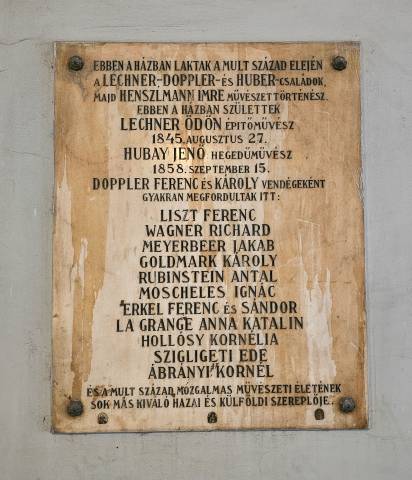 EBBEN A HÁZBAN LAKTAK A MULT SZÁZAD ELEJÉN
A LECHNER-, DOPPLER- ÉS HUBER-CSALÁDOK,
MAJD HENSZLMANN IMRE MŰVÉSZETTÖRTÉNÉSZ.
EBBEN A HÁZBAN SZÜLETTEK
LECHNER ÖDÖN ÉPITŐMŰVÉSZ
1845. AUGUSZTUS 27.
HUBAY JENŐ HEGEDŰMŰVÉSZ
1858. SZEPTEMBER 15.
DOPPLER FERENC ÉS KÁROLY VENDÉGEKÉNT
GYAKRAN MEGFORDULTAK ITT:
LISZT FERENC
WAGNER RICHARD
MEYERBEER JAKAB
GOLDMARK KÁROLY
RUBINSTEIN ANTAL
MOSCHELES IGNÁC
ERKEL FERENC ÉS SÁNDOR
LA GRANGE ANNA KATALIN
HOLLÓSY KORNÉLIA
SZIGLIGETI EDE
ÁBRÁNYI KORNÉL
ÉS A MULT SZÁZAD MOZGALMAS MŰVÉSZETI ÉLETÉNEK
SOK MÁS KIVÁLÓ HAZAI ÉS KÜLFÖLDI SZEREPLŐJE..